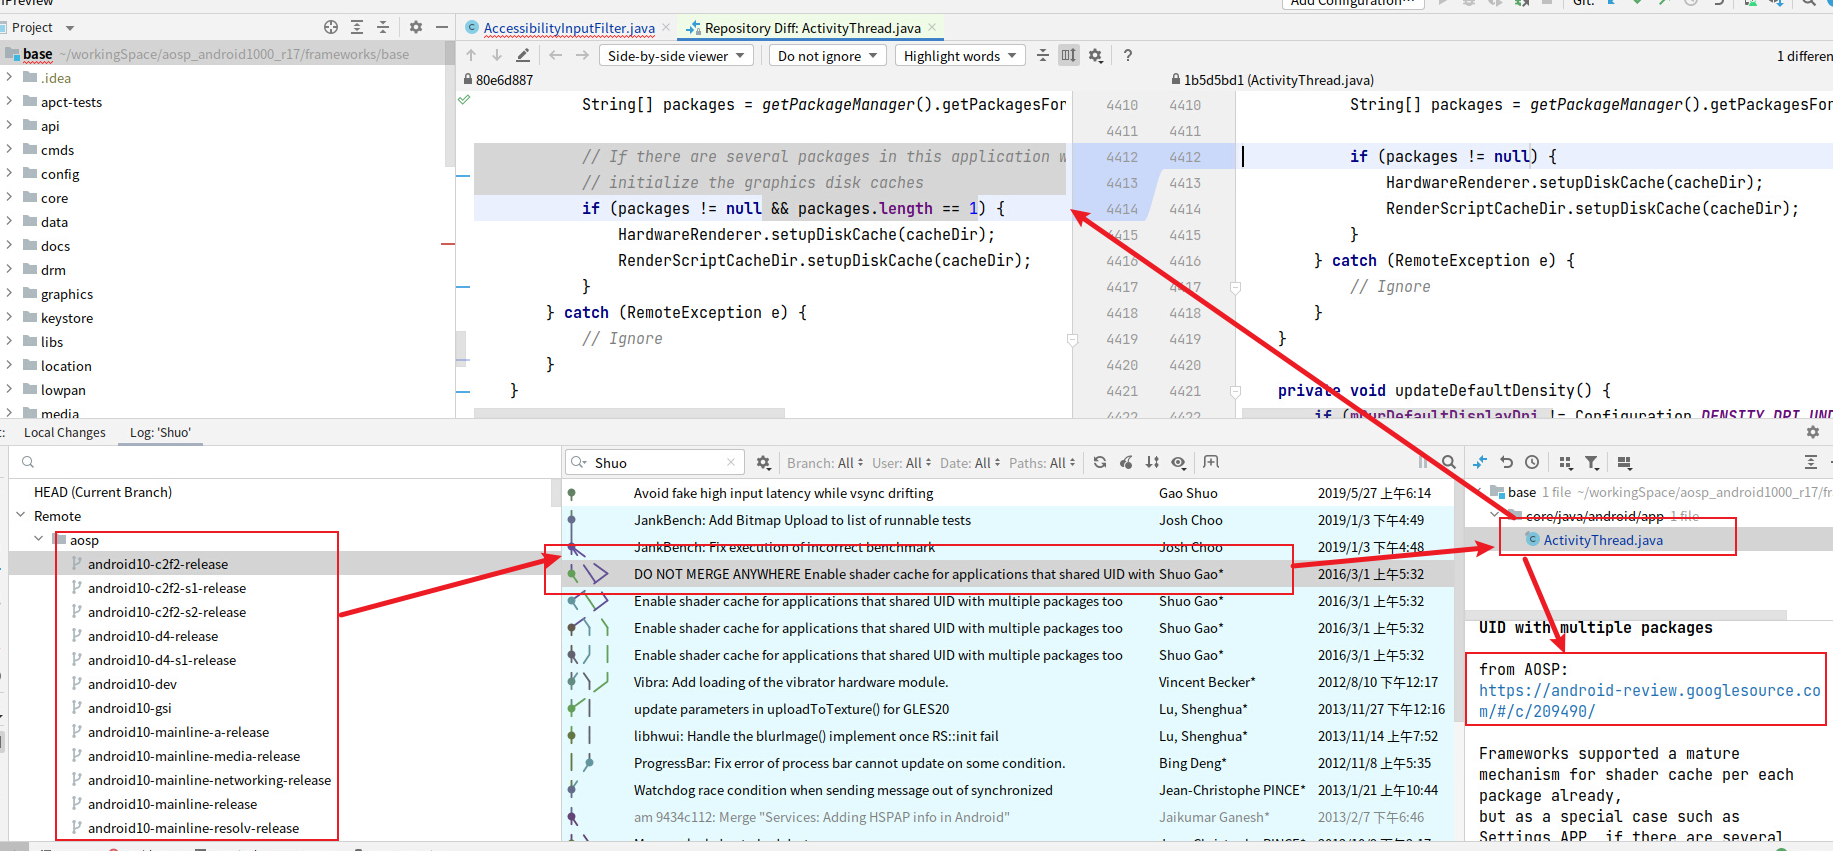 Preview
Add Configuration...
Git:
Project
AccessibilityInputFilter.java
Repository Diff: ActivityThread.java
base ~/workingSpace/aosp_android1000_r17/frameworks/base
Side-by-side viewer
Do not ignore
Highlight words
?
1 differen
80e6d887
1b5d5bd1 (ActivityThread.java)
.idea
apct-tests
api
cmds
config
core
data
docs
drm
graphics
keystore
libs
location
lowpan
media
String[] packages = getPackageManager().getPackagesFor
// If there are several packages in this application w
// initialize the graphics disk caches
if (packages != null && packages.length == 1) {
HardwareRenderer.setupDiskCache(cacheDir);
RenderScriptCacheDir.setupDiskCache(cacheDir);
}
} catch (RemoteException e) {
// Ignore
}
}
4410 4410
4411 4411
4412 4412
4413 4413
4414 4414
4415 4415
4416 4416
4417 4417
4418 4418
4419 4419
4420 4420
4421 4421
4422 4422
String[] packages = getPackageManager().getPackagesFor
if (packages != null) {
HardwareRenderer.setupDiskCache(cacheDir);
RenderScriptCacheDir.setupDiskCache(cacheDir);
}
} catch (RemoteException e) {
// Ignore
}
}
private void updateDefaultDensity() {
if (mCurDefaultDisplayDpi != Configuration.DENSITY_DPI_UND
Local Changes
Log: 'Shuo'
HEAD (Current Branch)
Remote
aosp
android10-c2f2-release
android10-c2f2-s1-release
android10-c2f2-s2-release
android10-d4-release
android10-d4-s1-release
android10-dev
android10-gsi
android10-mainline-a-release
android10-mainline-media-release
android10-mainline-networking-release
android10-mainline-release
android10-mainline-resolv-release
Shuo
Branch: All
User: All
Date: All
Paths: All
Avoid fake high input latency while vsync drifting Gao Shuo 2019/5/27 上午6:14
JankBench: Add Bitmap Upload to list of runnable tests Josh Choo 2019/1/3 下午4:49
JankBench: Fix execution of incorrect benchmark Josh Choo 2019/1/3 下午4:48
DO NOT MERGE ANYWHERE Enable shader cache for applications that shared UID with Shuo Gao* 2016/3/1 上午5:32
Enable shader cache for applications that shared UID with multiple packages too Shuo Gao* 2016/3/1 上午5:32
Enable shader cache for applications that shared UID with multiple packages too Shuo Gao* 2016/3/1 上午5:32
Enable shader cache for applications that shared UID with multiple packages too Shuo Gao* 2016/3/1 上午5:32
Vibra: Add loading of the vibrator hardware module. Vincent Becker* 2012/8/10 下午12:17
update parameters in uploadToTexture() for GLES20 Lu, Shenghua* 2013/11/27 下午12:16
libhwui: Handle the blurImage() implement once RS::init fail Lu, Shenghua* 2013/11/14 上午7:52
ProgressBar: Fix error of process bar cannot update on some condition. Bing Deng* 2012/11/8 上午5:35
Watchdog race condition when sending message out of synchronized Jean-Christophe PINCE* 2013/1/21 上午10:44
am 9434c112: Merge "Services: Adding HSPAP info in Android" Jaikumar Ganesh* 2013/2/7 下午6:46
base 1 file ~/workingSpace/aosp_android1000_r17/fra
core/java/android/app 1 file
ActivityThread.java
UID with multiple packages
from AOSP:
https://android-review.googlesource.co
m/#/c/209490/
Frameworks supported a mature
mechanism for shader cache per each
package already,
but as a special case such as
Settings APP, if there are several